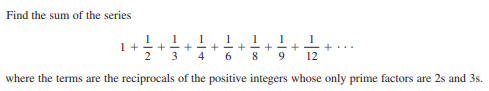 Find the sum of the series
1 + 1/2 + 1/3 + 1/4 + 1/6 + 1/8 + 1/9 + 1/12 + · · ·
where the terms are the reciprocals of the positive integers whose only prime factors are 2s and 3s.